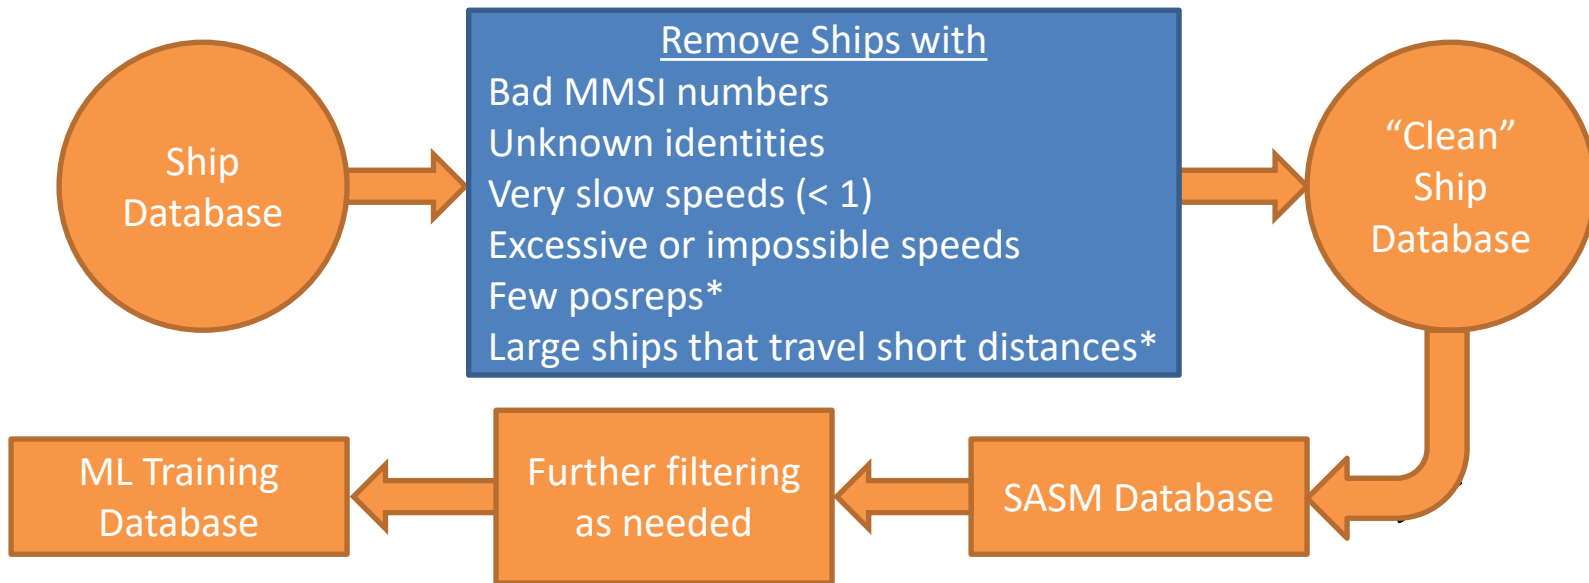 Ship
Database
Remove Ships with
Bad MMSI numbers
Unknown identities
Very slow speeds (< 1)
Excessive or impossible speeds
Few posreps*
Large ships that travel short distances*
“Clean”
Ship
Database
SASM Database
Further filtering
as needed
ML Training
Database